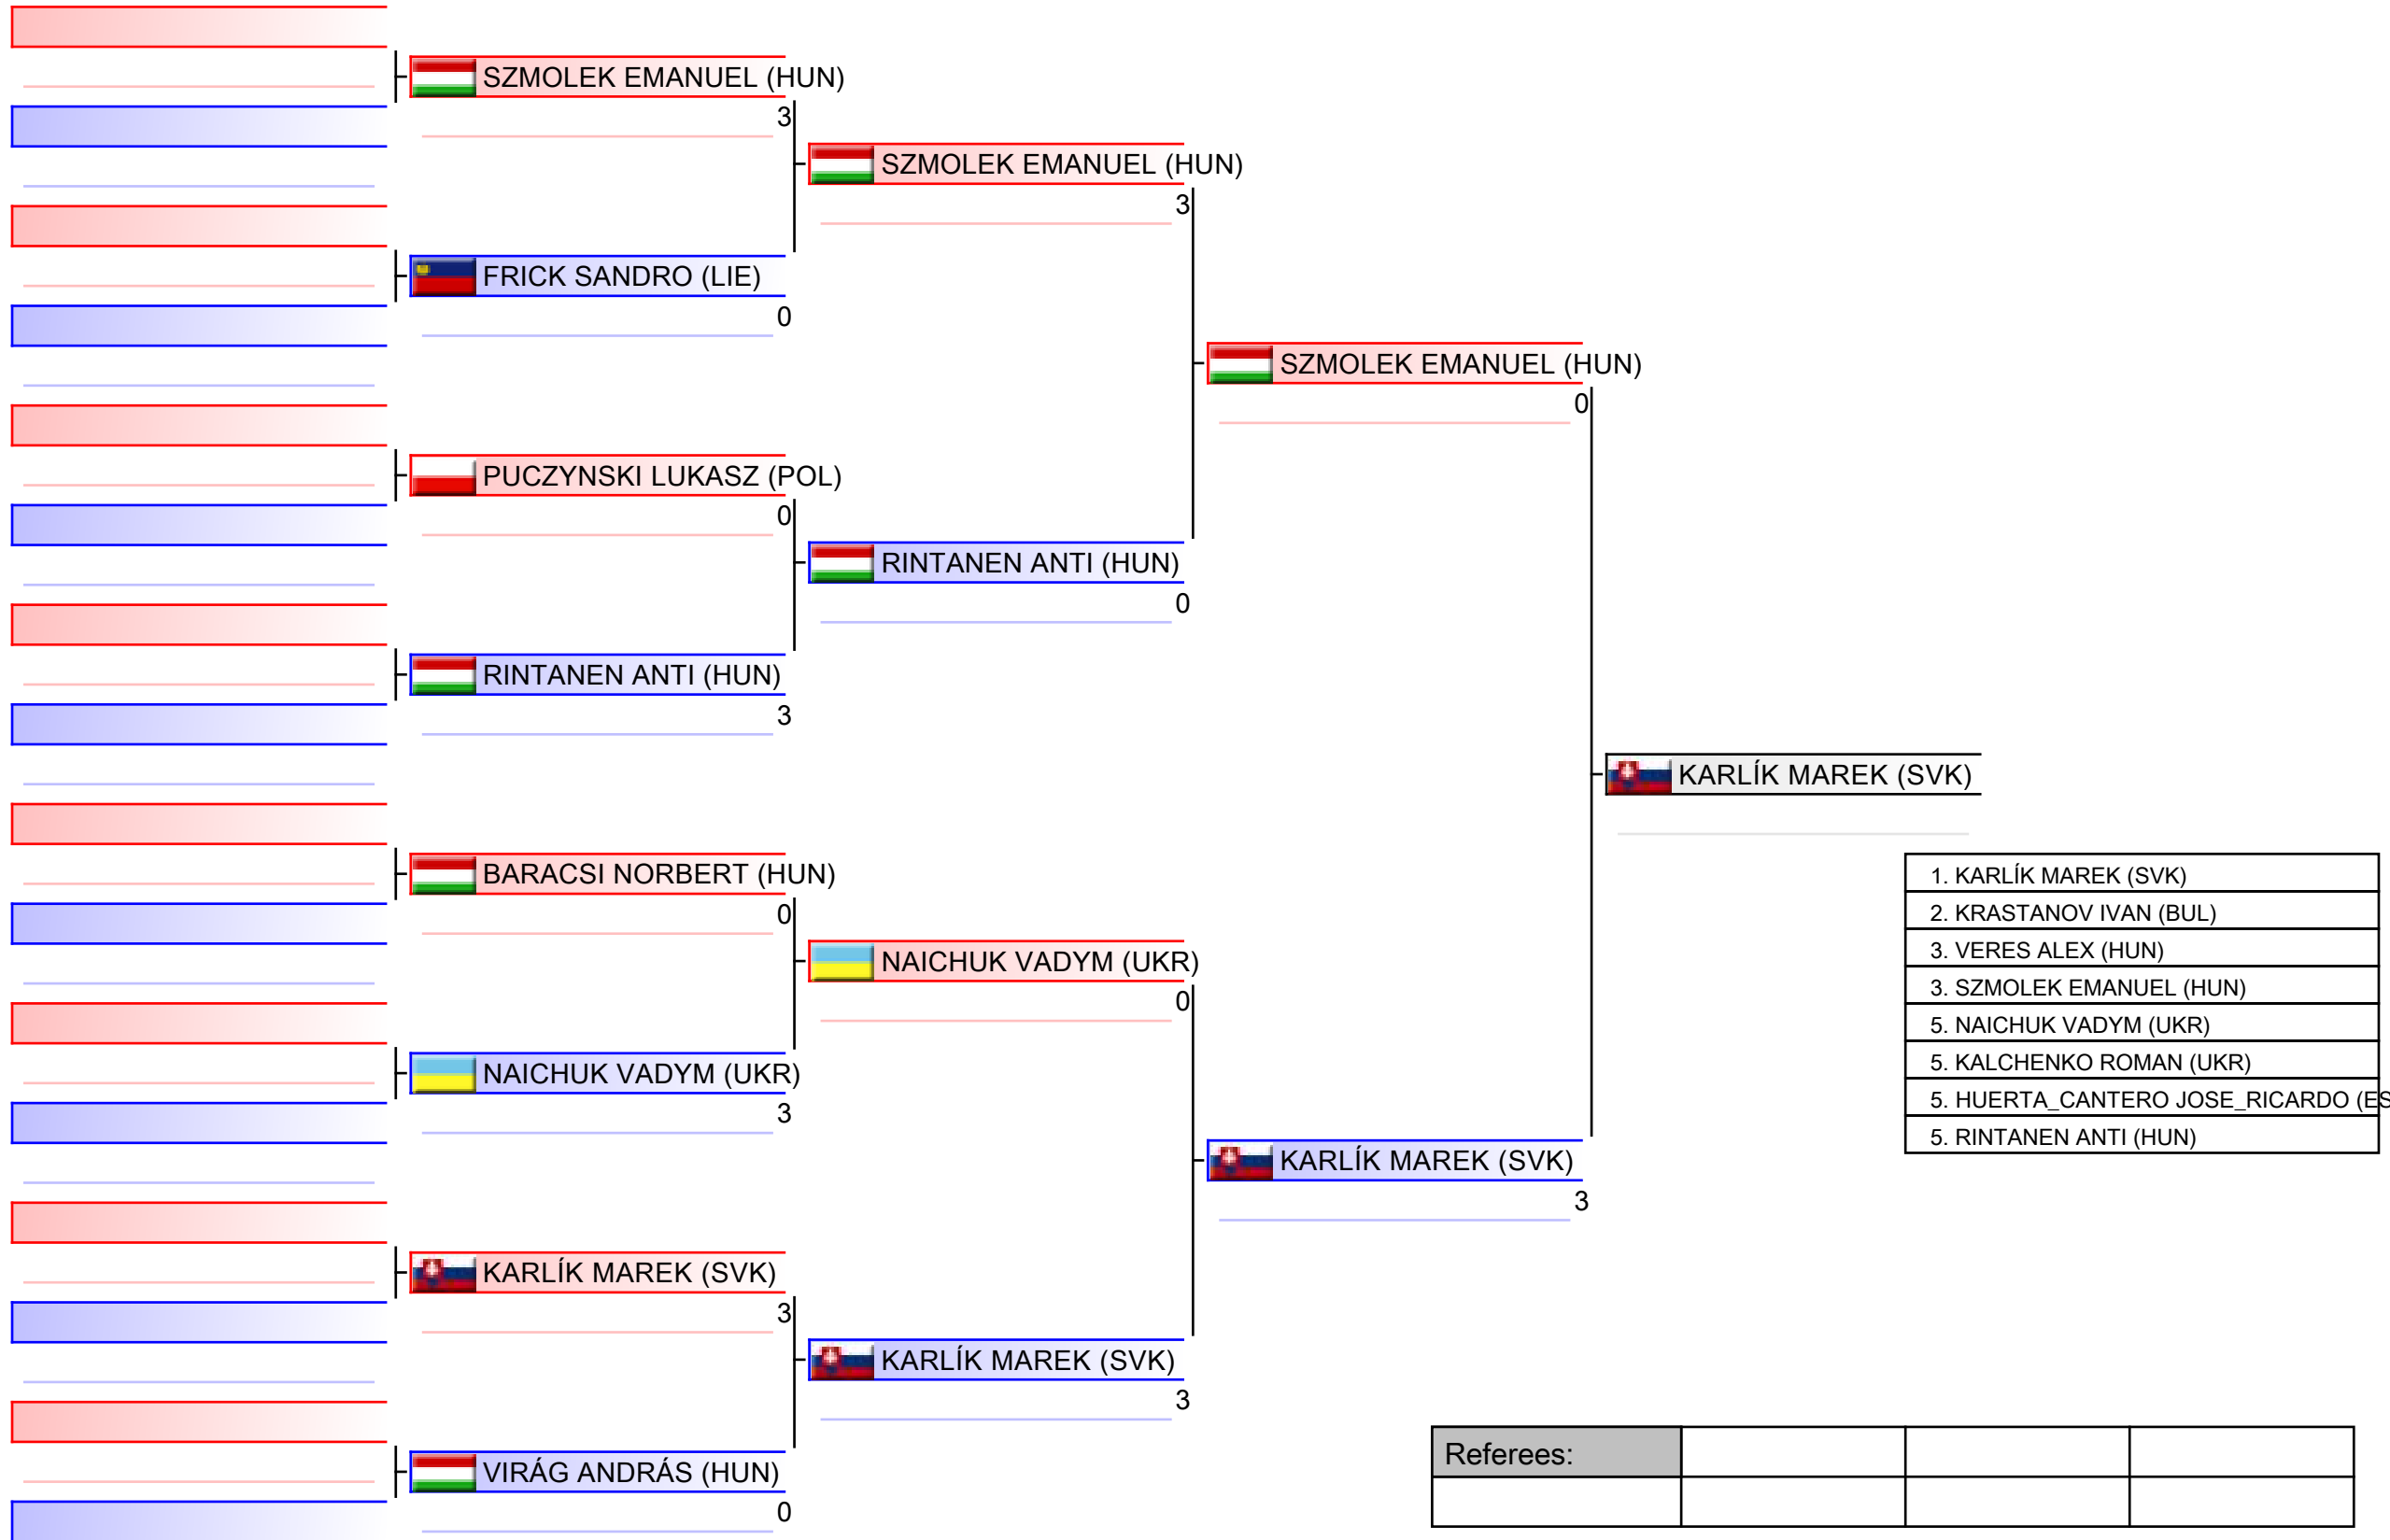 SZMOLEK EMANUEL (HUN)
3
SZMOLEK EMANUEL (HUN)
3
FRICK SANDRO (LIE)
0
SZMOLEK EMANUEL (HUN)
0
PUCZYNSKI LUKASZ (POL)
0
RINTANEN ANTI (HUN)
0
RINTANEN ANTI (HUN)
3
KARLÍK MAREK (SVK)
BARACSI NORBERT (HUN)
0
NAICHUK VADYM (UKR)
0
NAICHUK VADYM (UKR)
3
KARLÍK MAREK (SVK)
3
KARLÍK MAREK (SVK)
3
KARLÍK MAREK (SVK)
3
VIRÁG ANDRÁS (HUN)
0
1. KARLÍK MAREK (SVK)
2. KRASTANOV IVAN (BUL)
3. VERES ALEX (HUN)
3. SZMOLEK EMANUEL (HUN)
5. NAICHUK VADYM (UKR)
5. KALCHENKO ROMAN (UKR)
5. HUERTA_CANTERO JOSE_RICARDO (ES
5. RINTANEN ANTI (HUN)
Referees: